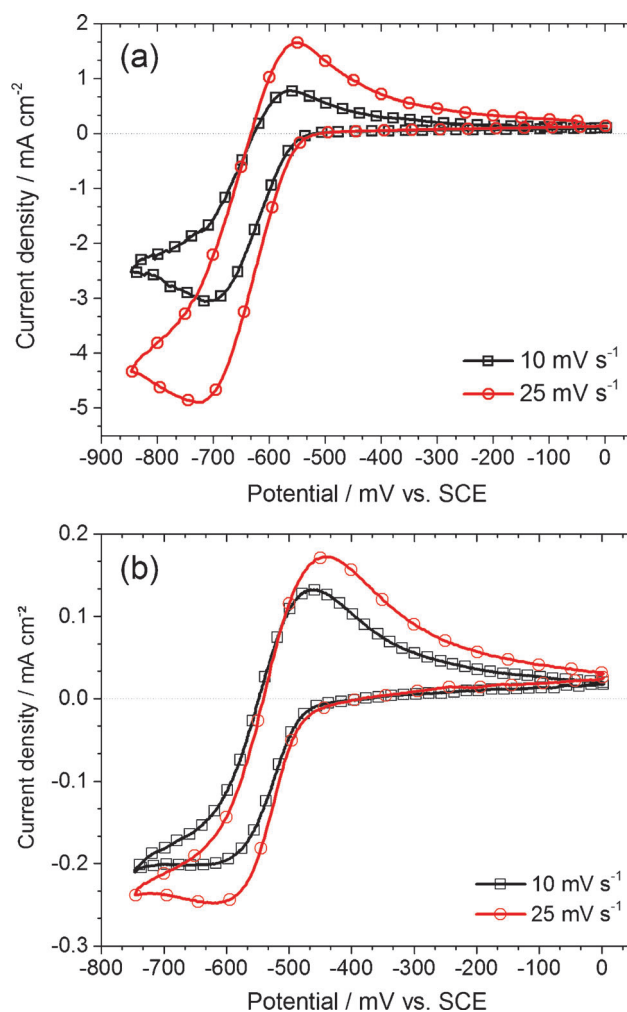 (a)
2
1
0
-1
-2
-3
-4
-5
Current density / mA cm⁻²
10 mV s⁻¹
25 mV s⁻¹
-900 -800 -700 -600 -500 -400 -300 -200 -100 0
Potential / mV vs. SCE
(b)
0.2
0.1
0.0
-0.1
-0.2
-0.3
Current density / mA cm⁻²
10 mV s⁻¹
25 mV s⁻¹
-800 -700 -600 -500 -400 -300 -200 -100 0
Potential / mV vs. SCE